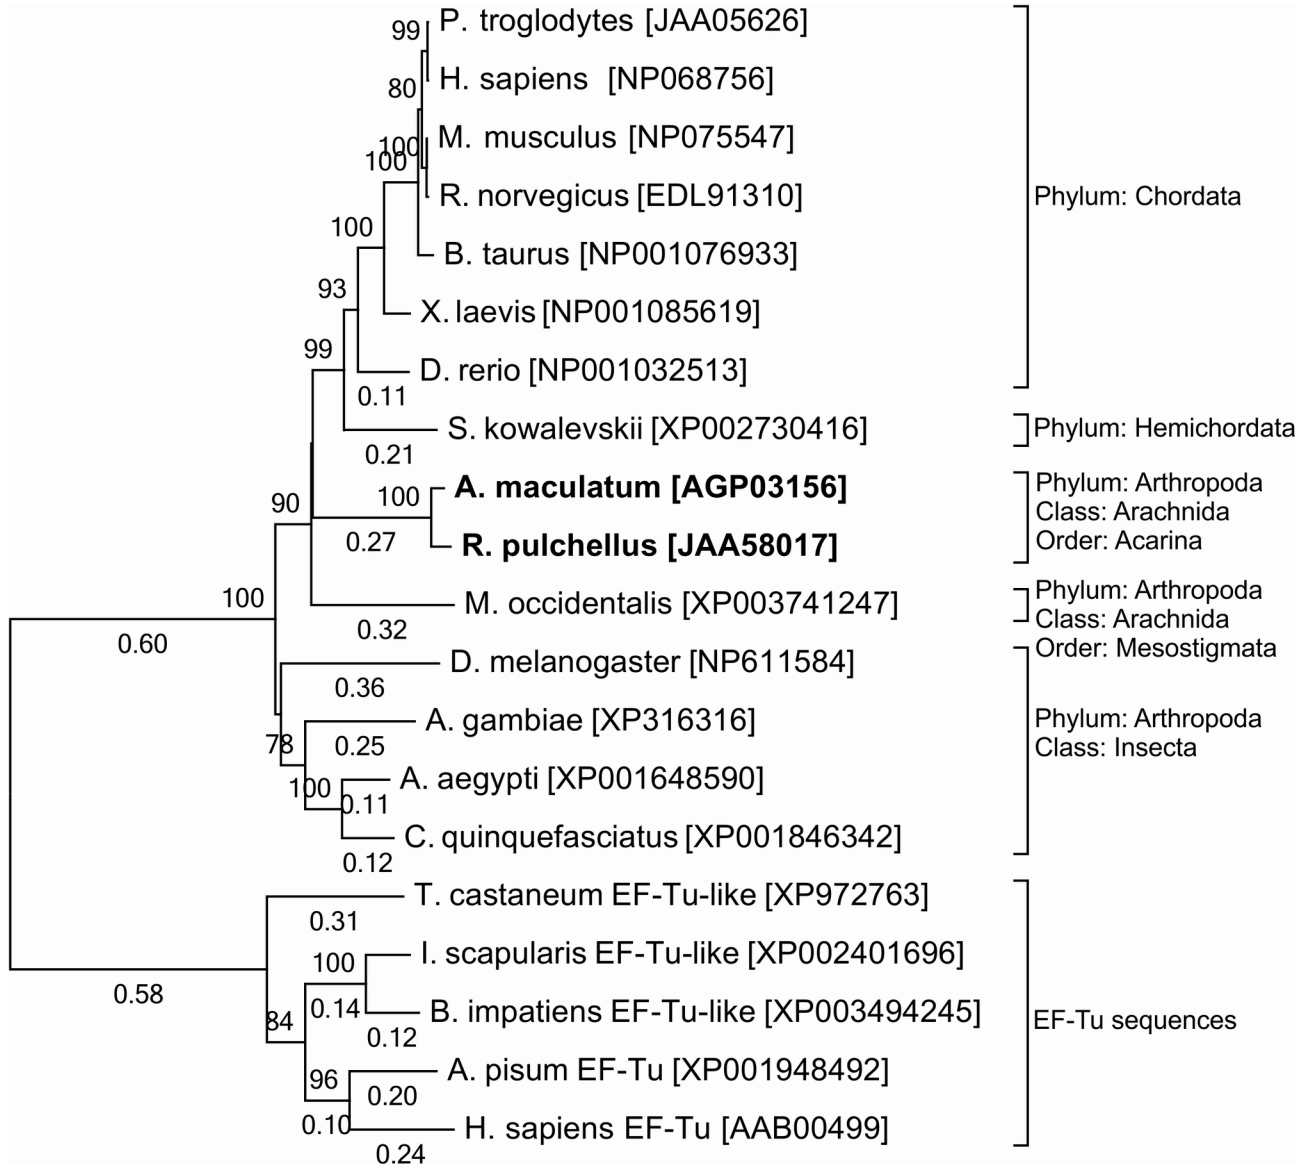 99
P. troglodytes [JAA05626]
80
H. sapiens [NP068756]
100
M. musculus [NP075547]
100
R. norvegicus [EDL91310]
Phylum: Chordata
100
B. taurus [NP001076933]
93
X. laevis [NP001085619]
99
D. rerio [NP001032513]
0.11
S. kowalevskii [XP002730416]
Phylum: Hemichordata
0.21
90
100
A. maculatum [AGP03156]
Phylum: Arthropoda
Class: Arachnida
Order: Acarina
0.27
R. pulchellus [JAA58017]
100
M. occidentalis [XP003741247]
Phylum: Arthropoda
Class: Arachnida
Order: Mesostigmata
0.32
0.60
D. melanogaster [NP611584]
0.36
A. gambiae [XP316316]
Phylum: Arthropoda
Class: Insecta
78
0.25
100
A. aegypti [XP001648590]
0.11
C. quinquefasciatus [XP001846342]
0.12
T. castaneum EF-Tu-like [XP972763]
0.31
100
I. scapularis EF-Tu-like [XP002401696]
0.58
0.14
B. impatiens EF-Tu-like [XP003494245]
EF-Tu sequences
84
0.12
96
A. pisum EF-Tu [XP001948492]
0.20
0.10
H. sapiens EF-Tu [AAB00499]
0.24